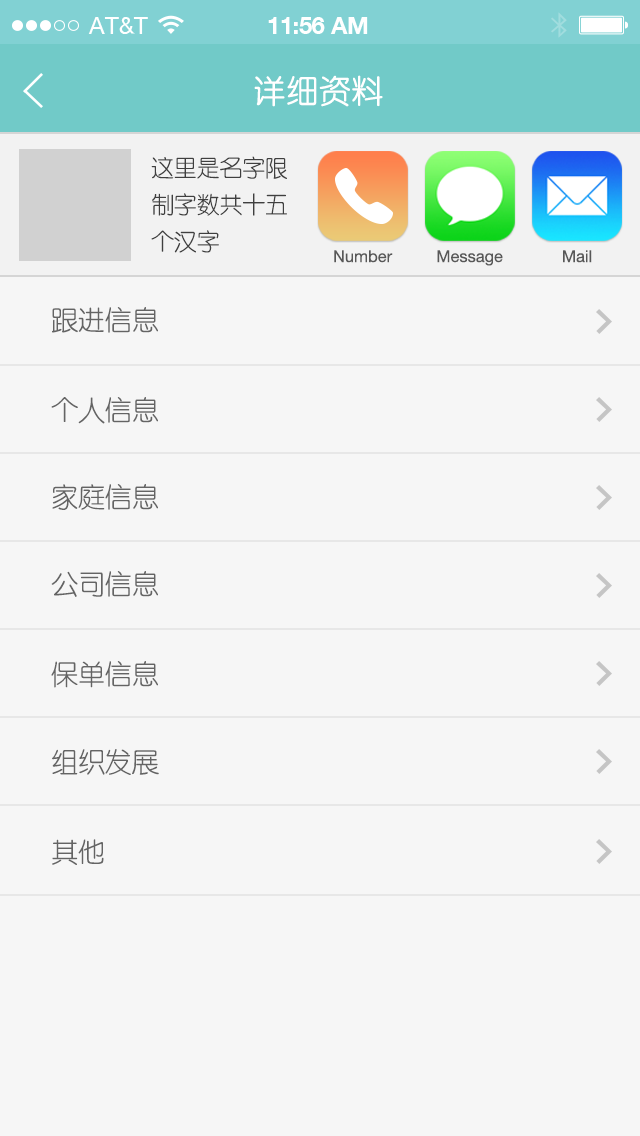 AT&T 11:56 AM
详细资料
这里是名字限
制字数共十五
个汉字
Number Message Mail
跟进信息
个人信息
家庭信息
公司信息
保单信息
组织发展
其他